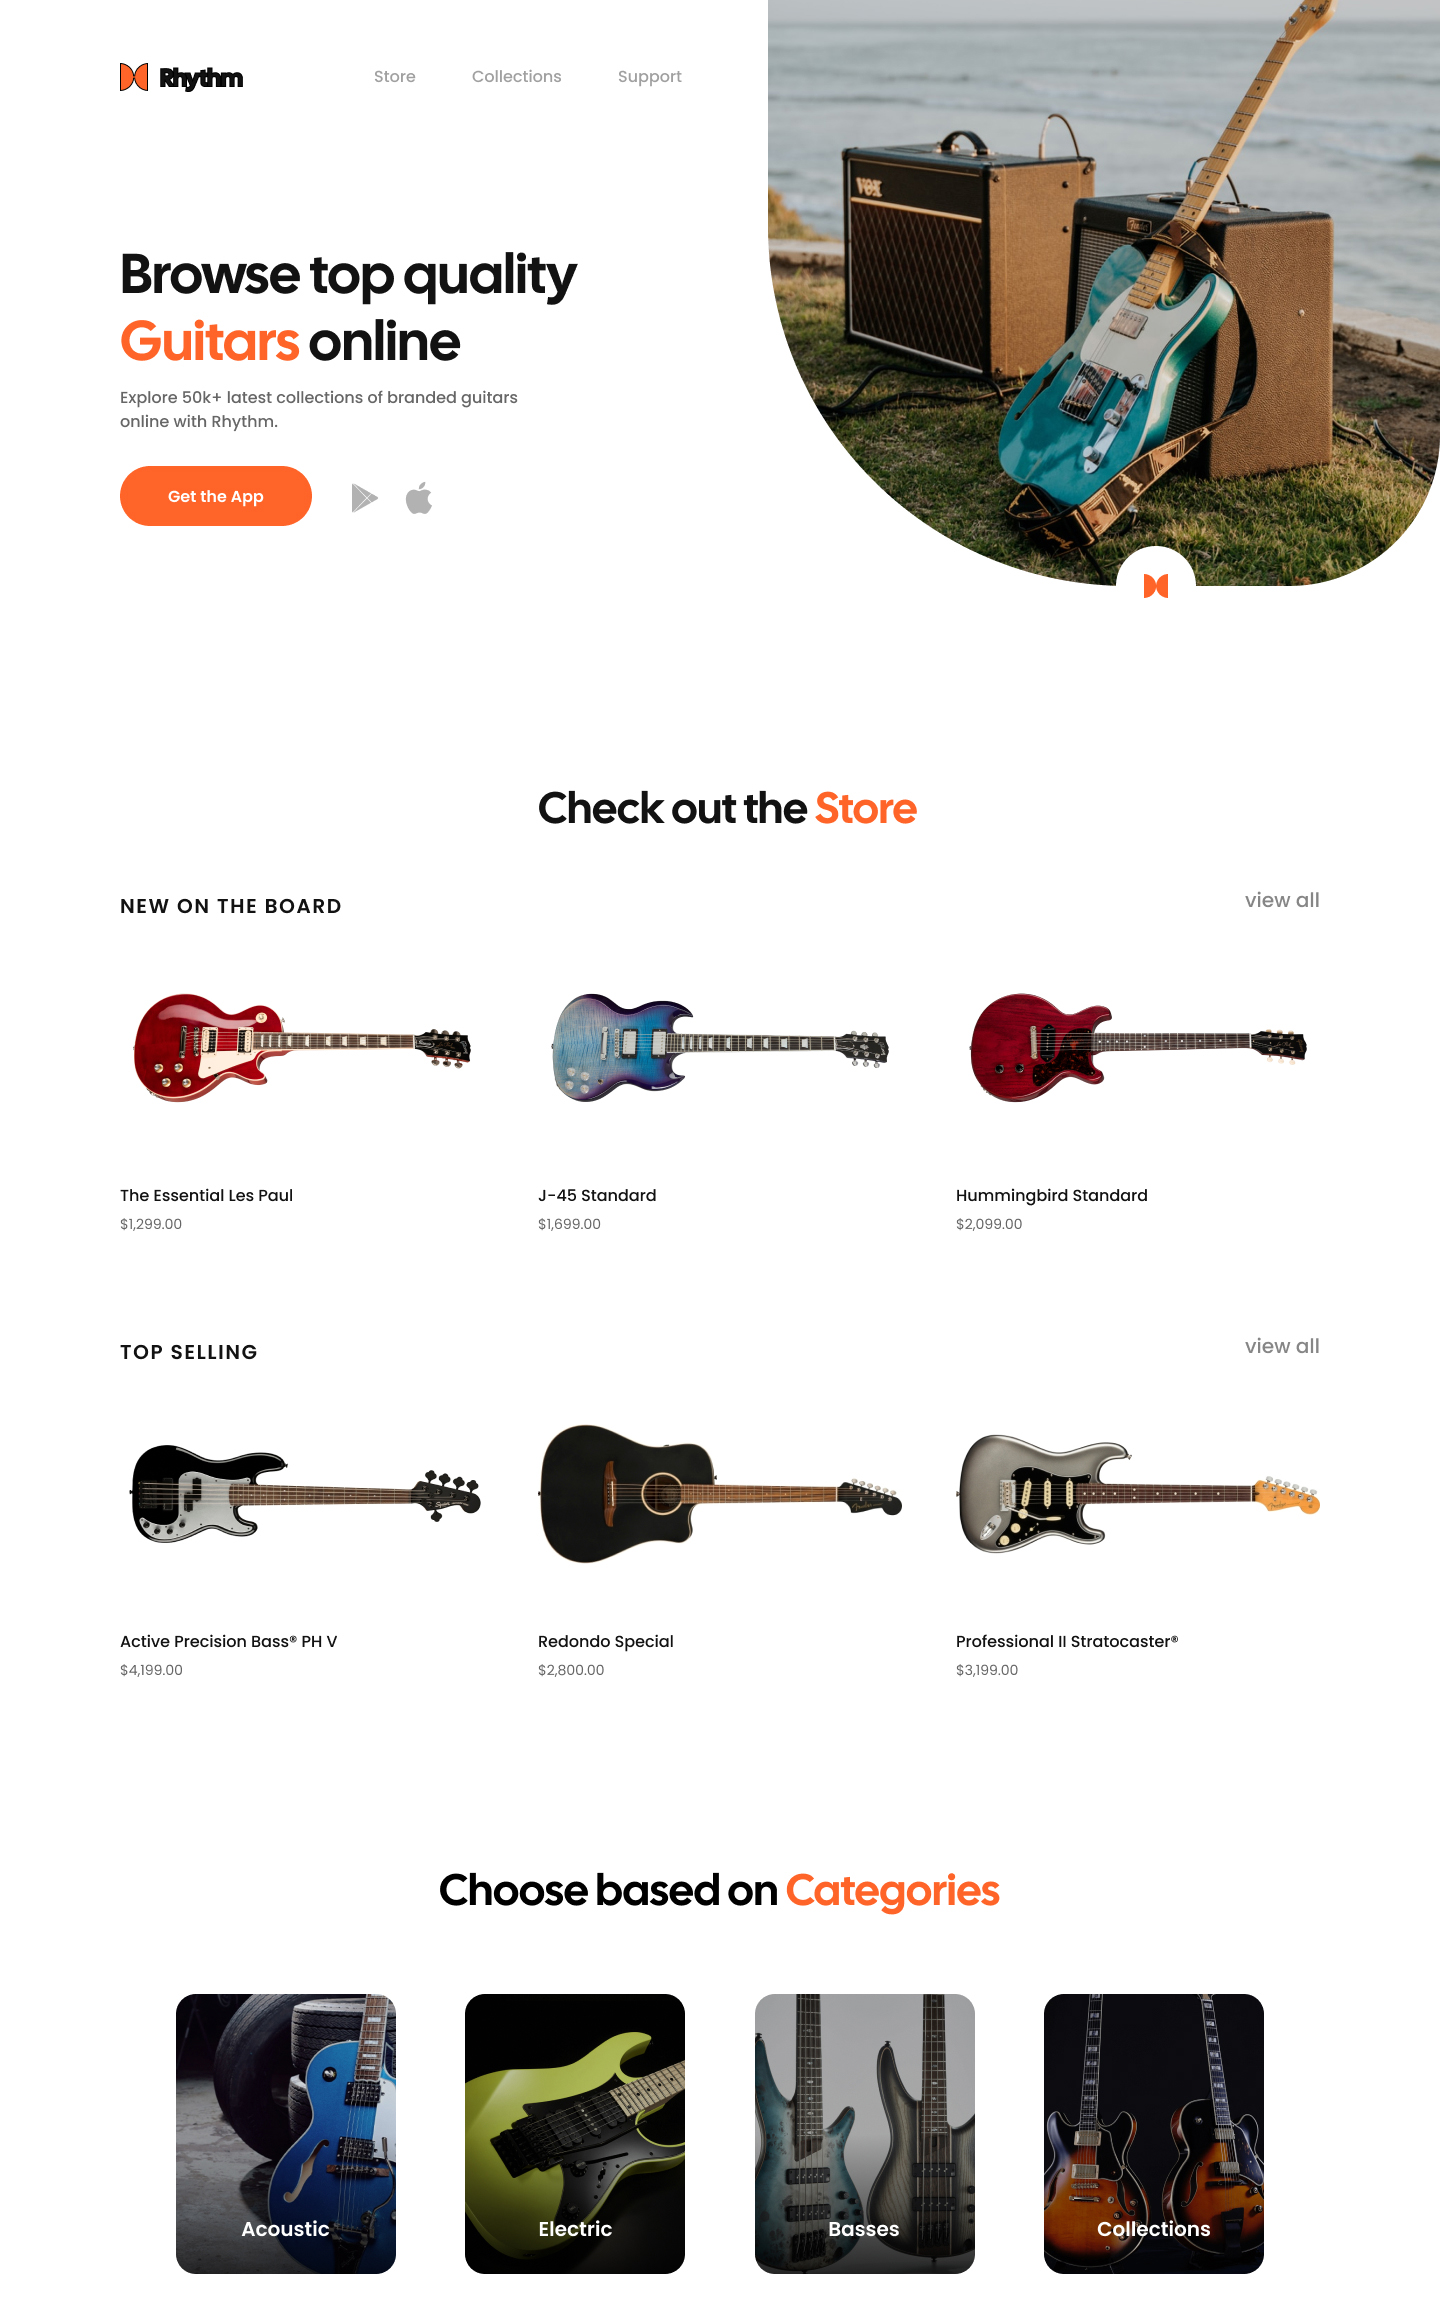 Rhythm
Store
Collections
Support
VOX
Fender
Browse top quality
Guitars online
Explore 50k+ latest collections of branded guitars
online with Rhythm.
Get the App
Check out the Store
NEW ON THE BOARD
view all
The Essential Les Paul
$1,299.00
J-45 Standard
$1,699.00
Hummingbird Standard
$2,099.00
TOP SELLING
view all
Active Precision Bass® PH V
$4,199.00
Redondo Special
$2,800.00
Professional II Stratocaster®
$3,199.00
Choose based on Categories
Acoustic
Electric
Basses
Collections